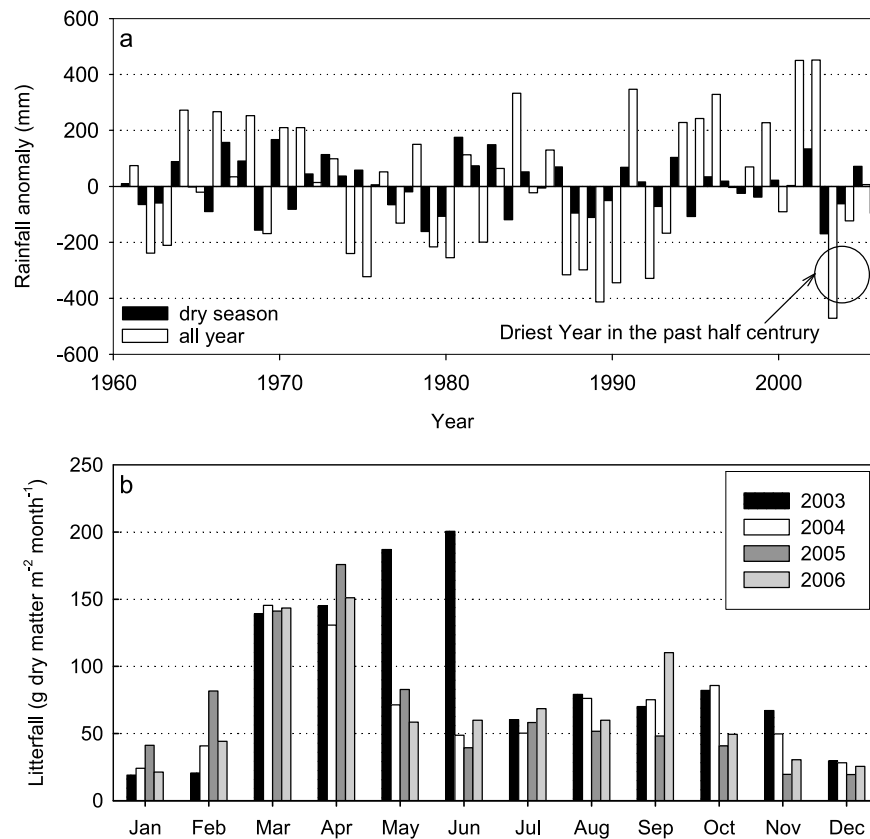 a
600
400
200
0
-200
-400
-600
Rainfall anomaly (mm)
dry season
all year
Driest Year in the past half centrury
1960
1970
1980
1990
2000
Year
b
250
200
150
100
50
0
Litterfall (g dry matter m⁻² month⁻¹)
2003
2004
2005
2006
Jan
Feb
Mar
Apr
May
Jun
Jul
Aug
Sep
Oct
Nov
Dec